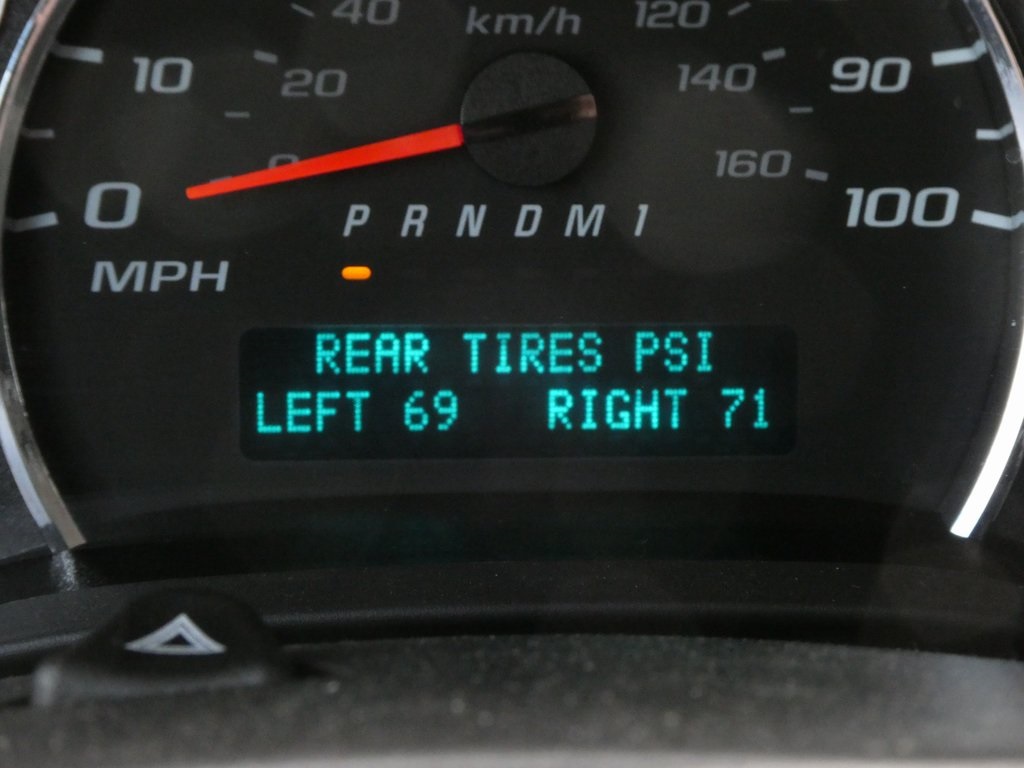 40 km/h 120
10 20 140 90
0 160
0 100
P R N D M 1
MPH
REAR TIRES PSI
LEFT 69 RIGHT 71